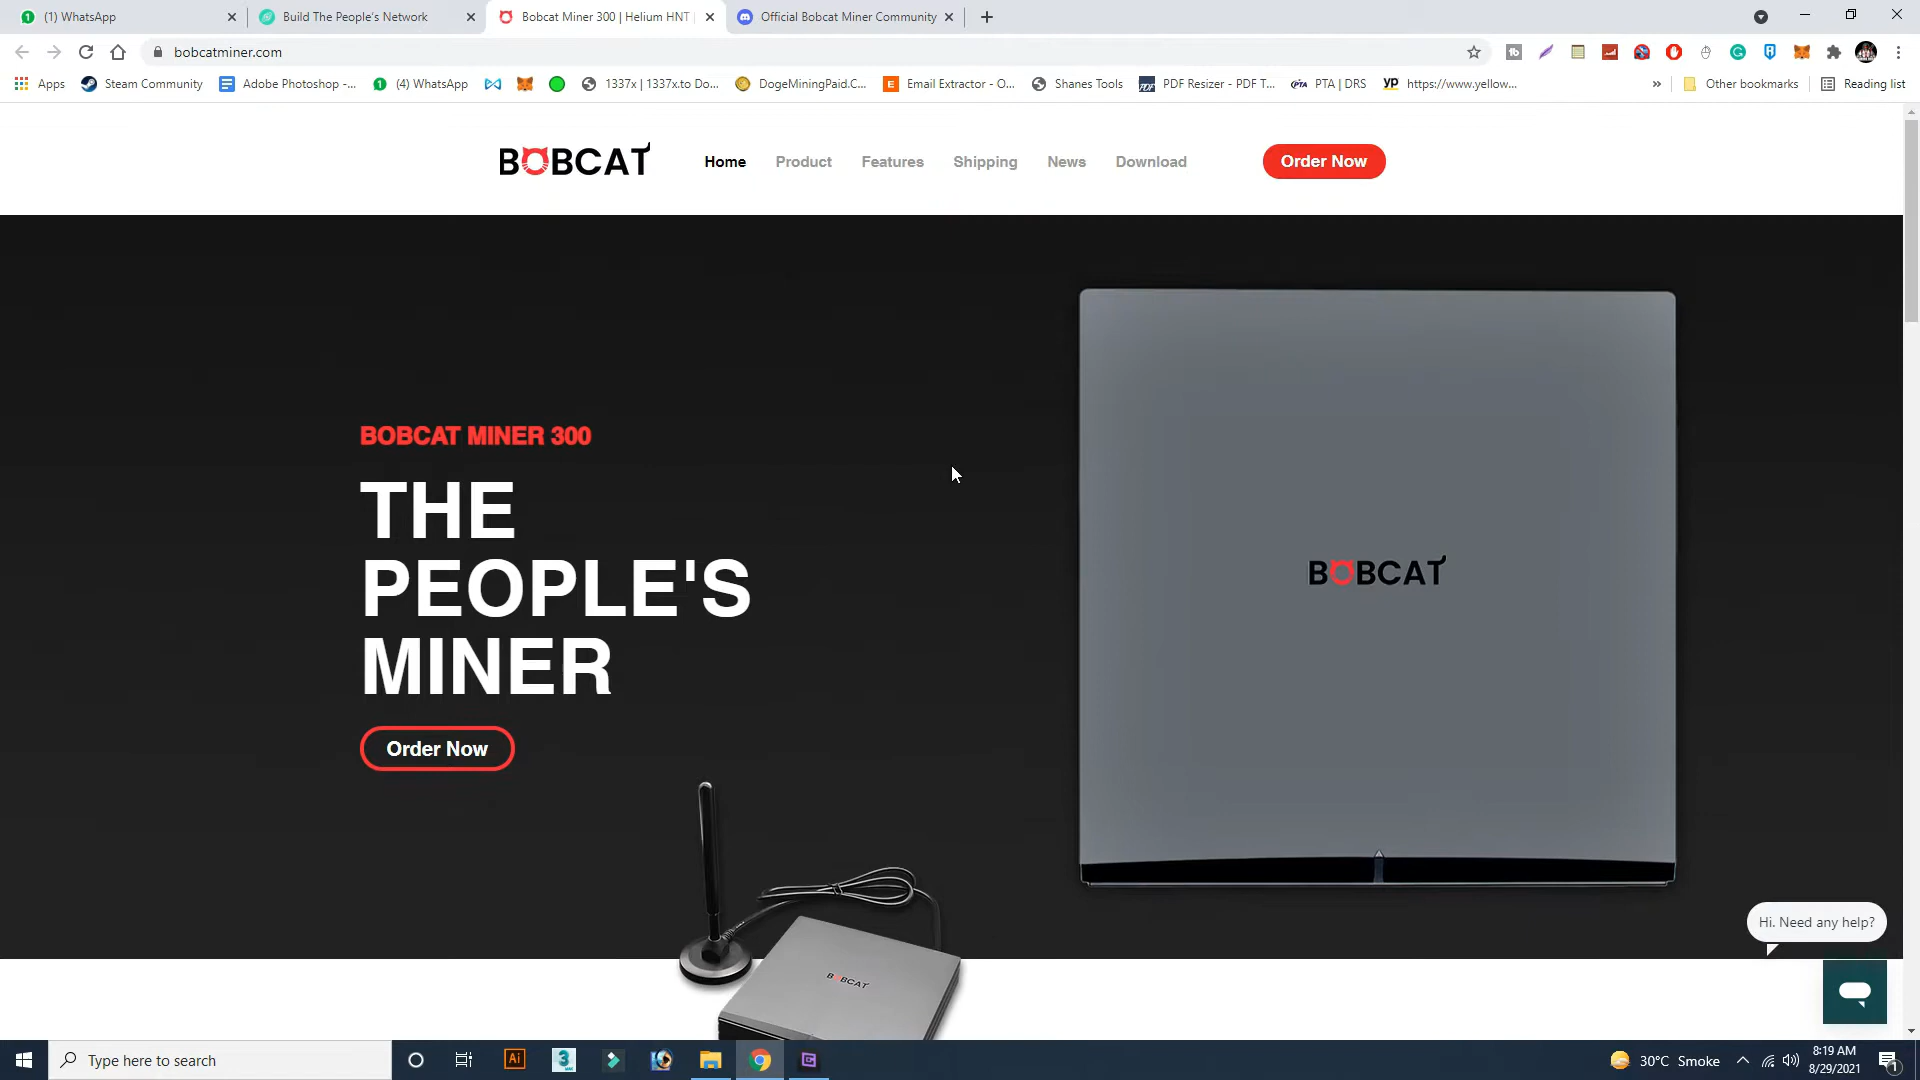 (1) WhatsApp
Build The People's Network
Bobcat Miner 300 | Helium HNT
Official Bobcat Miner Community
bobcatminer.com
Apps
Steam Community
Adobe Photoshop -...
(4) WhatsApp
1337x | 1337x.to Do...
DogeMiningPaid.C...
Email Extractor - O...
Shanes Tools
PDF Resizer - PDF T...
PTA | DRS
https://www.yellow...
Other bookmarks
Reading list
BOBCAT
Home
Product
Features
Shipping
News
Download
Order Now
BOBCAT MINER 300
THE
PEOPLE'S
MINER
Order Now
BOBCAT
BOBCAT
Hi. Need any help?
Type here to search
30°C Smoke
8:19 AM
8/29/2021